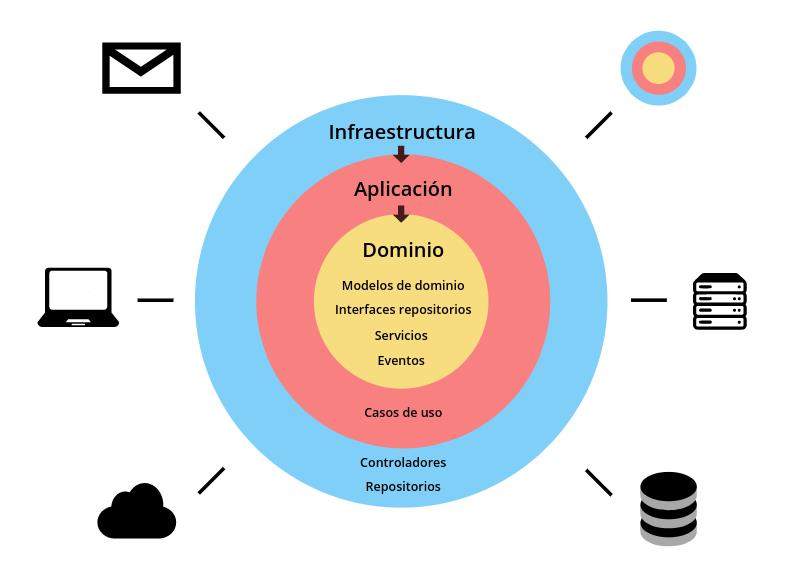 Infraestructura
Aplicación
Dominio
Modelos de dominio
Interfaces repositorios
Servicios
Eventos
Casos de uso
Controladores
Repositorios